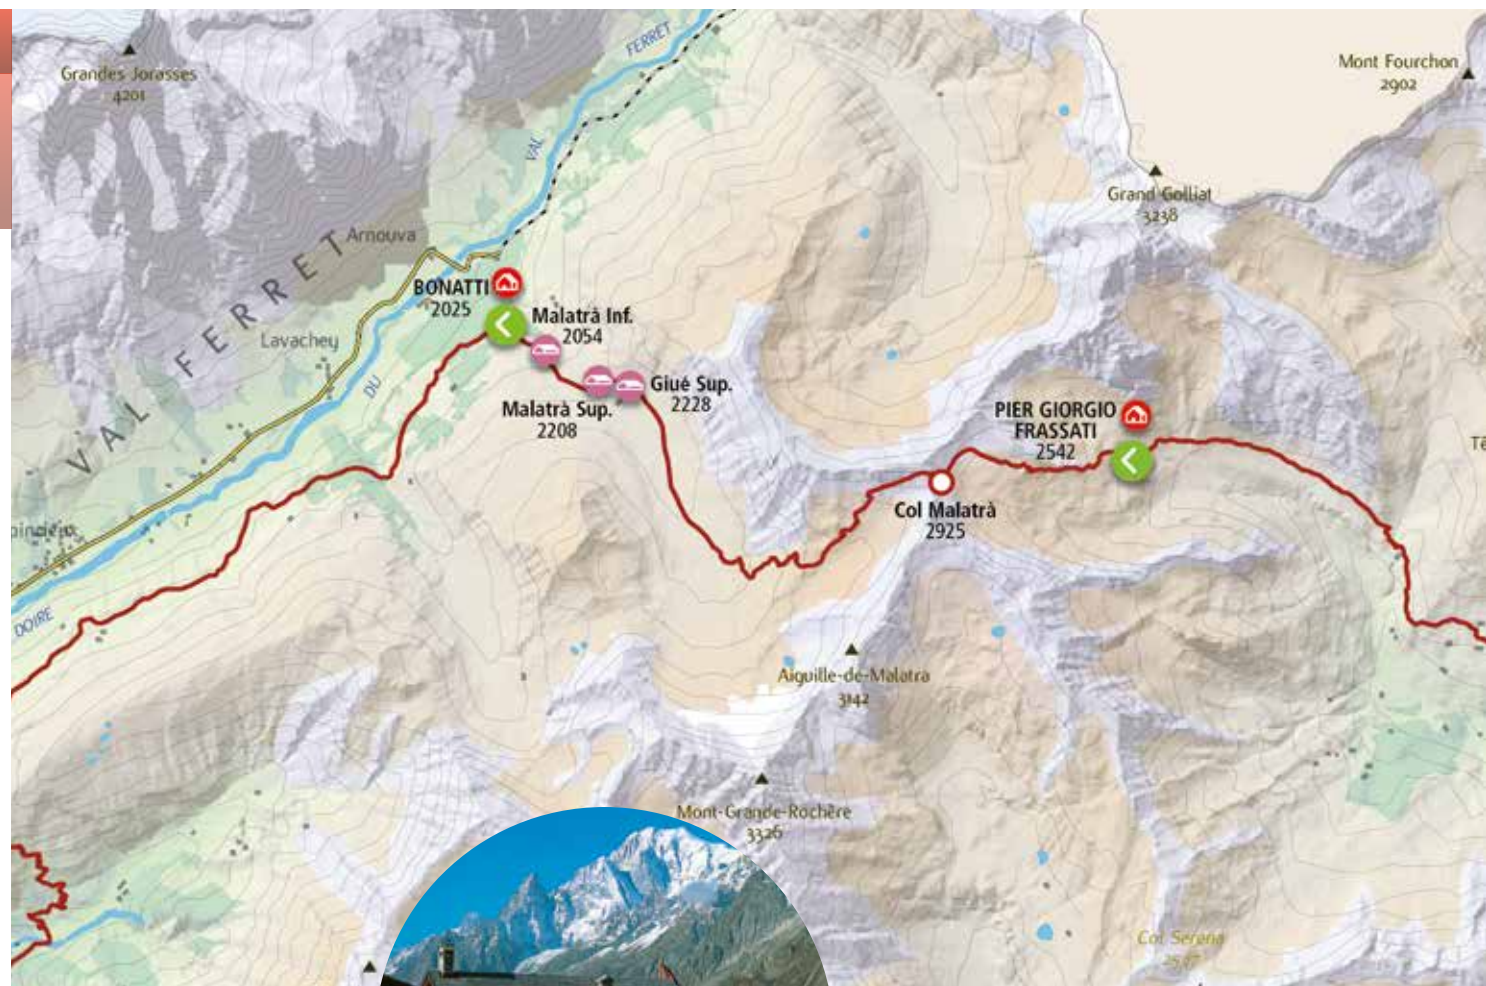 Grandes Jorasses
4201
FERRET
VAL
Mont Fourchon
2902
Grand Golliat
3238
Arnouva
VAL FERRET
Lavachey
BONATTI
2025
Malatrà Inf.
2054
DU
Malatrà Sup.
2208
Giué Sup.
2228
PIER GIORGIO
FRASSATI
2542
Col Malatrà
2925
DOIRE
Aiguille-de-Malatra
3142
Mont-Grande-Rochère
3326
Col Serena